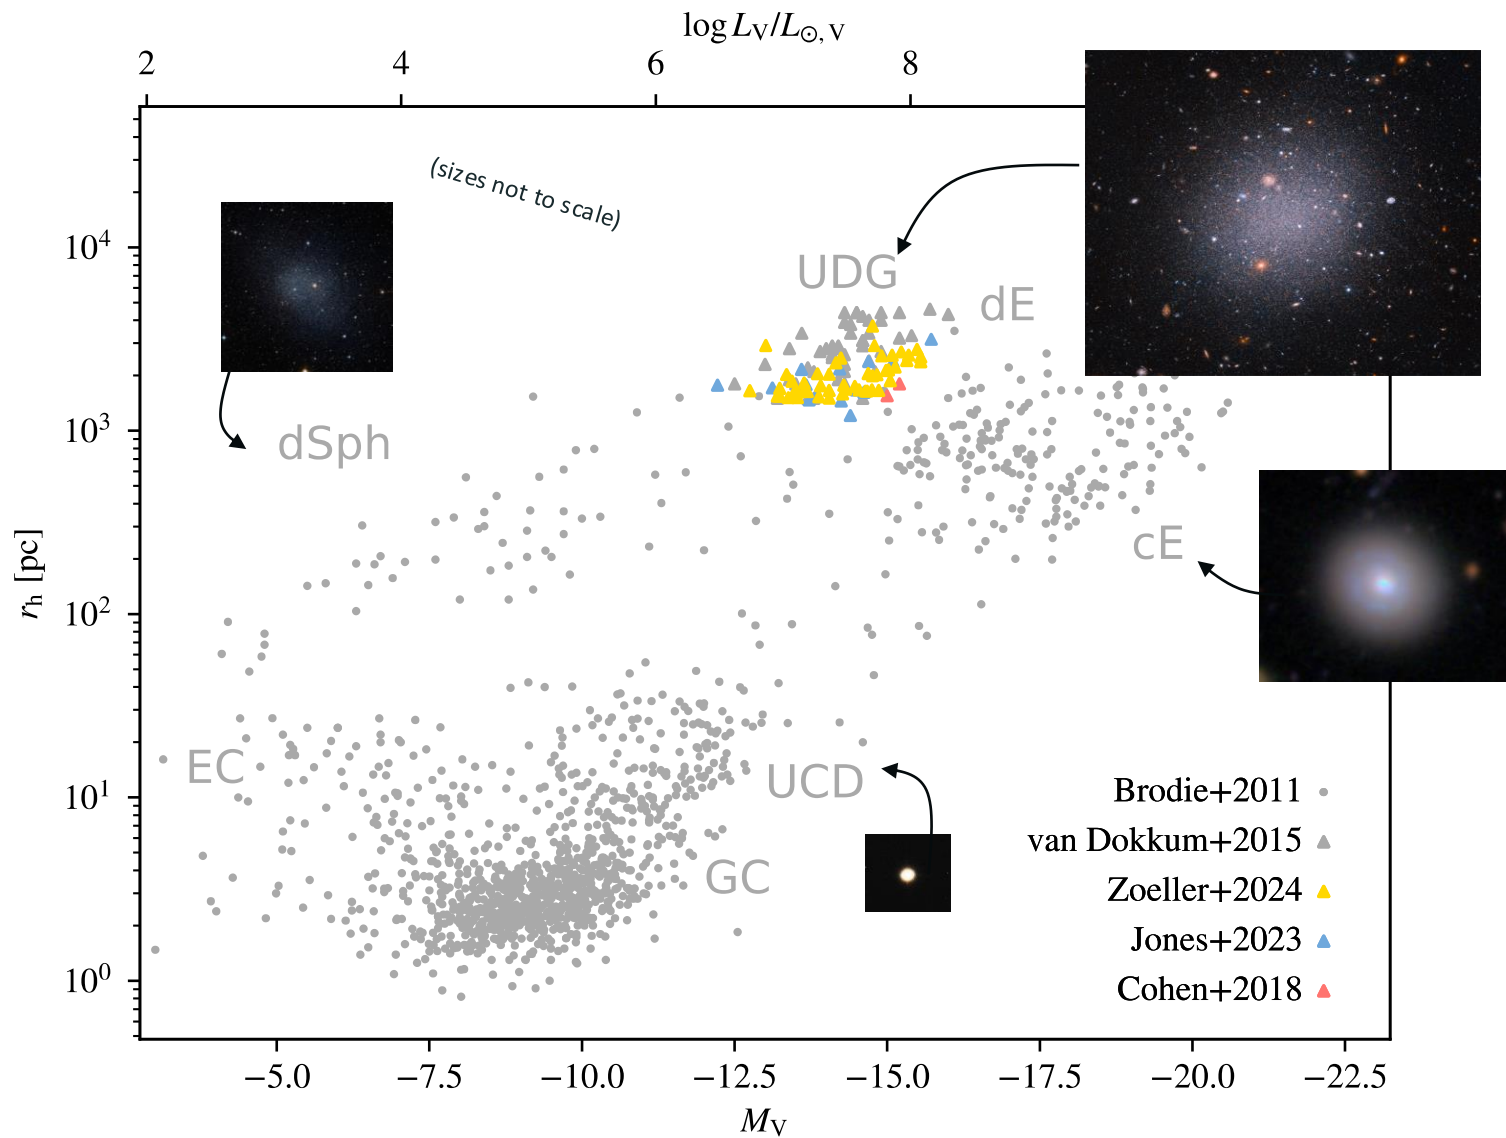 log L_V/L_⊙,V
2 4 6 8
(sizes not to scale)
10^4
UDG
dE
dSph
10^3
cE
r_h [pc]
10^2
EC
UCD
10^1
Brodie+2011
van Dokkum+2015
GC
Zoeller+2024
Jones+2023
10^0
Cohen+2018
−5.0 −7.5 −10.0 −12.5 −15.0 −17.5 −20.0 −22.5
M_V